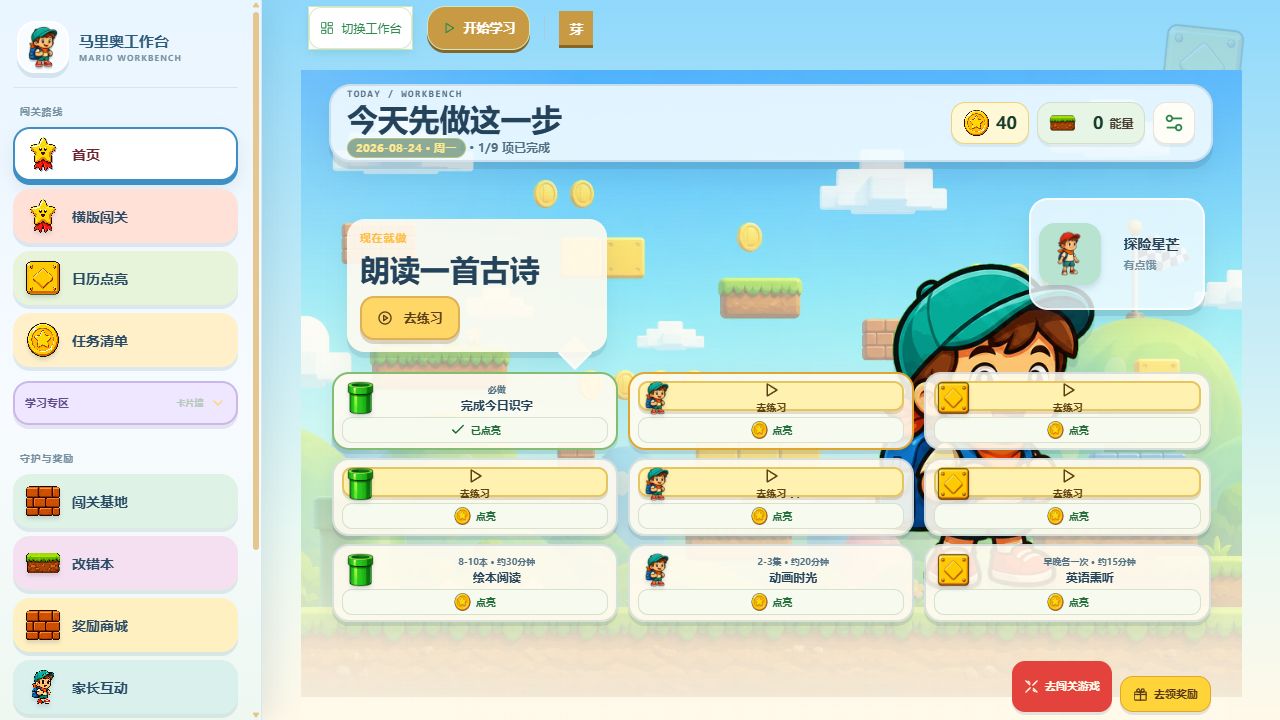 马里奥工作台
MARIO WORKBENCH
闯关路线
首页
横版闯关
日历点亮
任务清单
学习专区
卡片篇
守护与奖励
闯关基地
改错本
奖励商城
家长互动
切换工作台
开始学习
芽
TODAY / WORKBENCH
今天先做这一步
2026-08-24 • 周一 • 1/9 项已完成
40
0 能量
现在就做
朗读一首古诗
去练习
探险星芒
有点饿
必做
完成今日识字
已点亮
去练习
点亮
去练习
点亮
去练习
点亮
去练习
点亮
去练习
点亮
8-10本 • 约30分钟
绘本阅读
点亮
2-3集 • 约20分钟
动画时光
点亮
早晚各一次 • 约15分钟
英语熏听
点亮
去闯关游戏
去领奖励